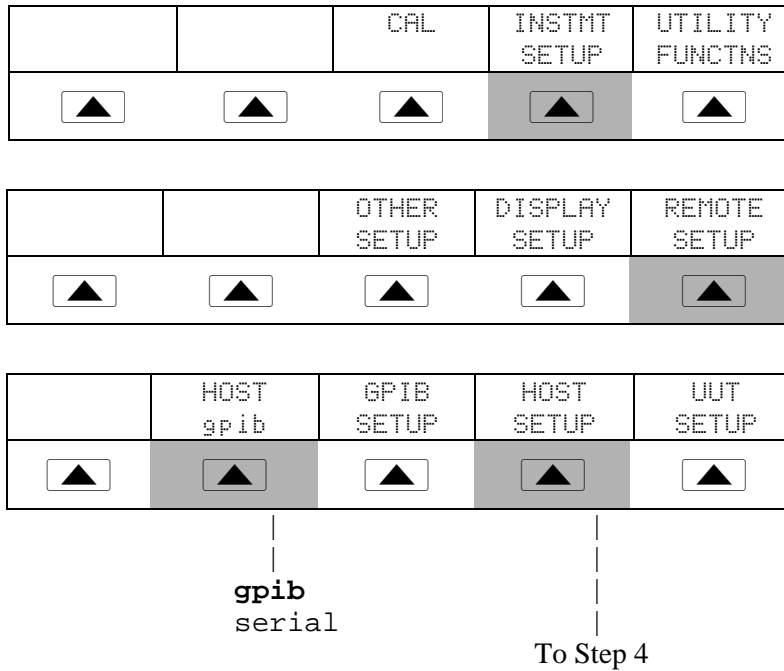 CAL INSTMT UTILITY
SETUP FUNCTNS
OTHER DISPLAY REMOTE
SETUP SETUP SETUP
HOST GPIB HOST UUT
gpib SETUP SETUP SETUP
gpib
serial
To Step 4